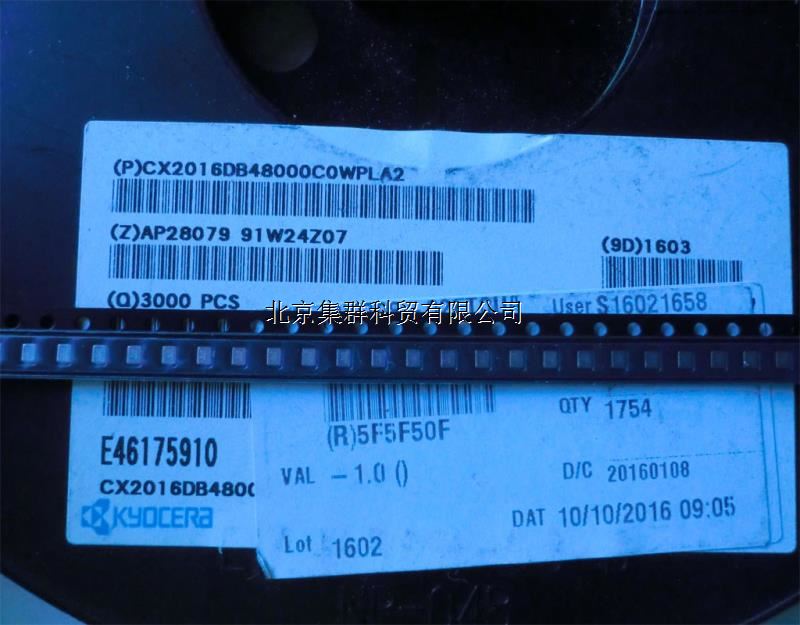 (P)CX2016DB48000C0WPLA2
(Z)AP28079 91W24Z07
(9D)1603
(Q)3000 PCS
北京集群科贸有限公司
User S16021658
QTY 1754
(R)5F5F50F
E46175910
VAL -1.0 ()
D/C 20160108
CX2016DB480
KYOCERA
DAT 10/10/2016 09:05
Lot 1602